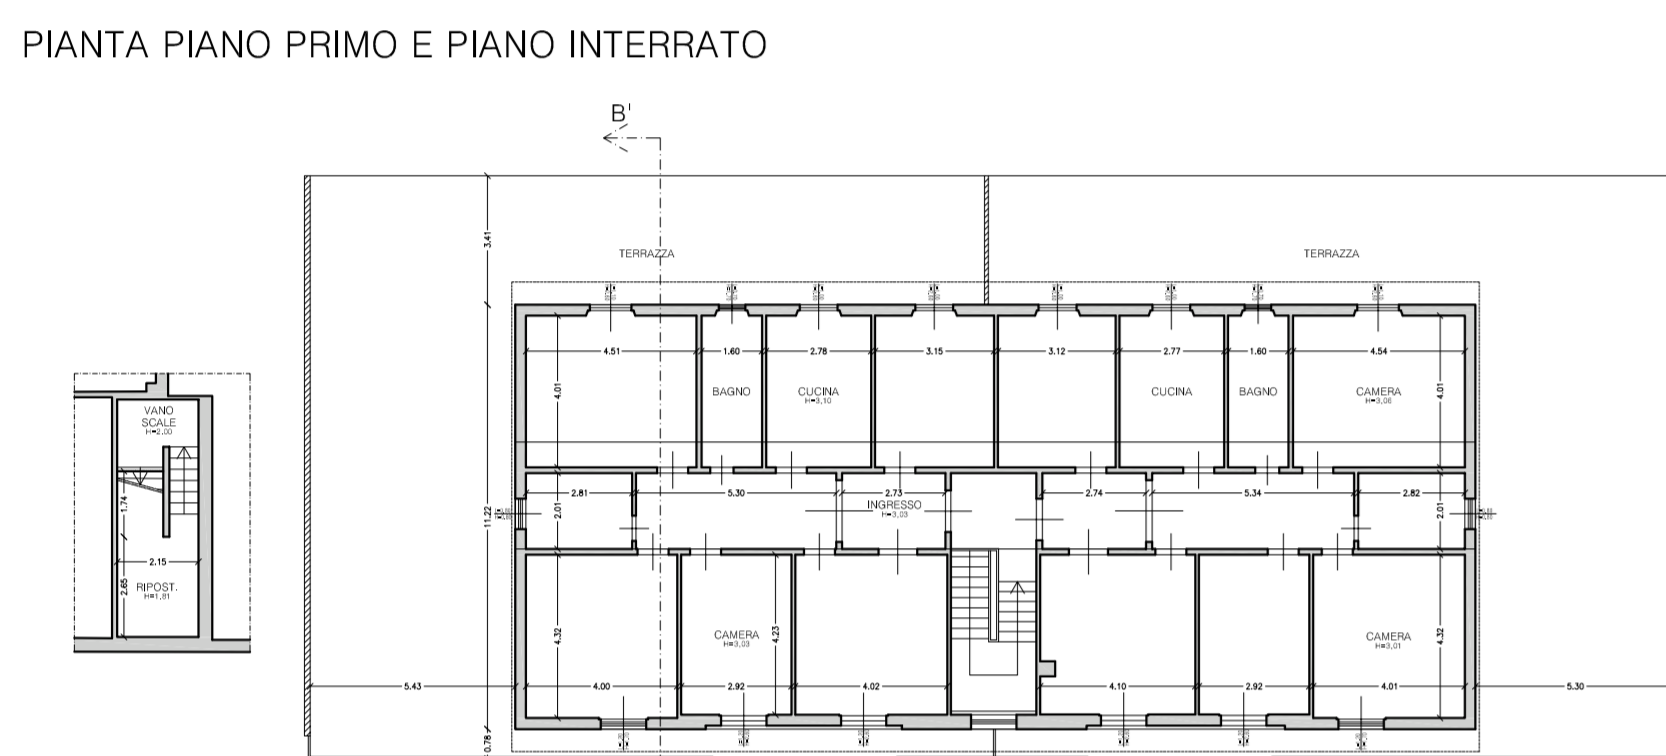 PIANTA PIANO PRIMO E PIANO INTERRATO
B'
3.41
TERRAZZA
TERRAZZA
4.51
1.60
2.78
3.15
3.12
2.77
1.60
4.54
4.01
BAGNO
CUCINA
H=3,10
CUCINA
BAGNO
CAMERA
H=3,06
4.01
VANO
SCALE
H=2.00
1.74
2.15
2.65
RIPOST.
H=1,81
11.22
2.81
2.01
5.30
2.73
INGRESSO
H=3,03
2.74
5.34
2.82
2.01
4.32
CAMERA
H=3,03
4.23
CAMERA
H=3,01
4.32
5.43
4.00
2.92
4.02
4.10
2.92
4.01
5.30
0.78